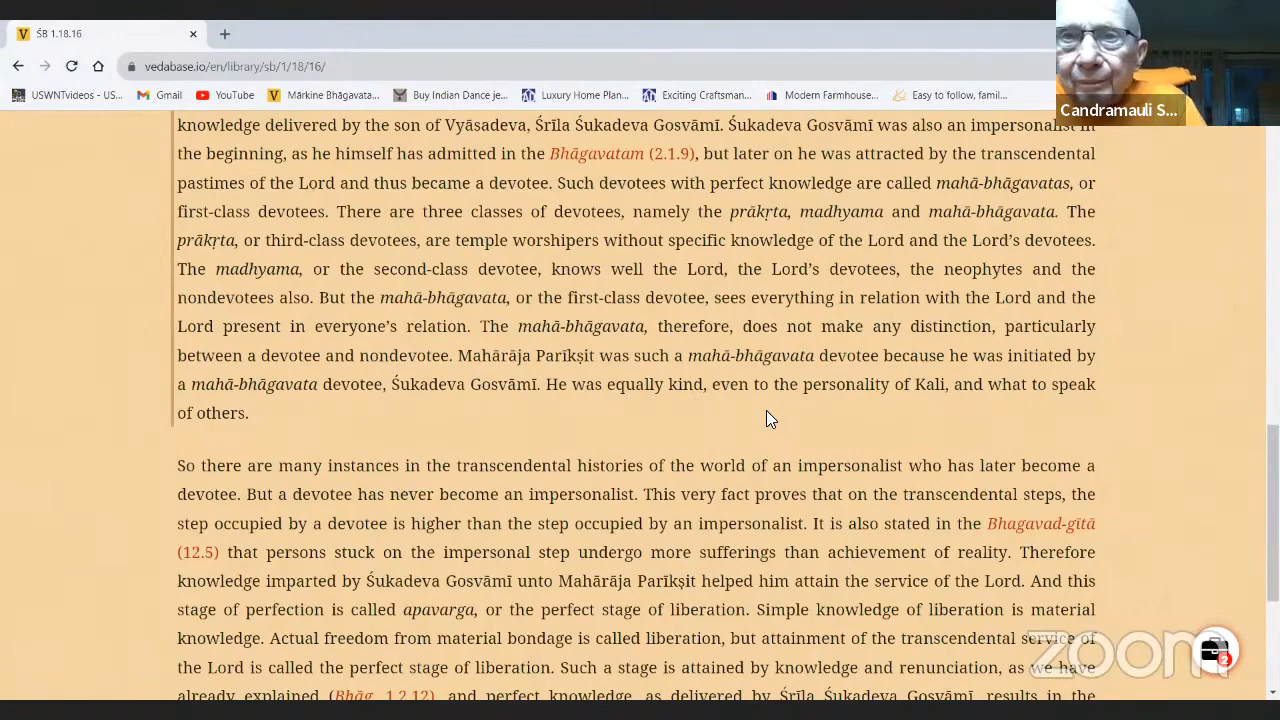 ŚB 1.18.16
vedabase.io/en/library/sb/1/18/16/
USWNTvideos - US...
Gmail
YouTube
Mārkine Bhāgavata...
Buy Indian Dance je...
Luxury Home Plan...
Exciting Craftsman...
Modern Farmhouse...
Easy to follow, famil...
Candramauli S...
knowledge delivered by the son of Vyāsadeva, Śrīla Śukadeva Gosvāmī. Śukadeva Gosvāmī was also an impersonalist in
the beginning, as he himself has admitted in the Bhāgavatam (2.1.9), but later on he was attracted by the transcendental
pastimes of the Lord and thus became a devotee. Such devotees with perfect knowledge are called mahā-bhāgavatas, or
first-class devotees. There are three classes of devotees, namely the prākṛta, madhyama and mahā-bhāgavata. The
prākṛta, or third-class devotees, are temple worshipers without specific knowledge of the Lord and the Lord's devotees.
The madhyama, or the second-class devotee, knows well the Lord, the Lord's devotees, the neophytes and the
nondevotees also. But the mahā-bhāgavata, or the first-class devotee, sees everything in relation with the Lord and the
Lord present in everyone's relation. The mahā-bhāgavata, therefore, does not make any distinction, particularly
between a devotee and nondevotee. Mahārāja Parīkṣit was such a mahā-bhāgavata devotee because he was initiated by
a mahā-bhāgavata devotee, Śukadeva Gosvāmī. He was equally kind, even to the personality of Kali, and what to speak
of others.
So there are many instances in the transcendental histories of the world of an impersonalist who has later become a
devotee. But a devotee has never become an impersonalist. This very fact proves that on the transcendental steps, the
step occupied by a devotee is higher than the step occupied by an impersonalist. It is also stated in the Bhagavad-gītā
(12.5) that persons stuck on the impersonal step undergo more sufferings than achievement of reality. Therefore
knowledge imparted by Śukadeva Gosvāmī unto Mahārāja Parīkṣit helped him attain the service of the Lord. And this
stage of perfection is called apavarga, or the perfect stage of liberation. Simple knowledge of liberation is material
knowledge. Actual freedom from material bondage is called liberation, but attainment of the transcendental service of
the Lord is called the perfect stage of liberation. Such a stage is attained by knowledge and renunciation, as we have
already explained (Bhāg. 1.2.12), and perfect knowledge, as delivered by Śrīla Śukadeva Gosvāmī, results in the
zoom
2